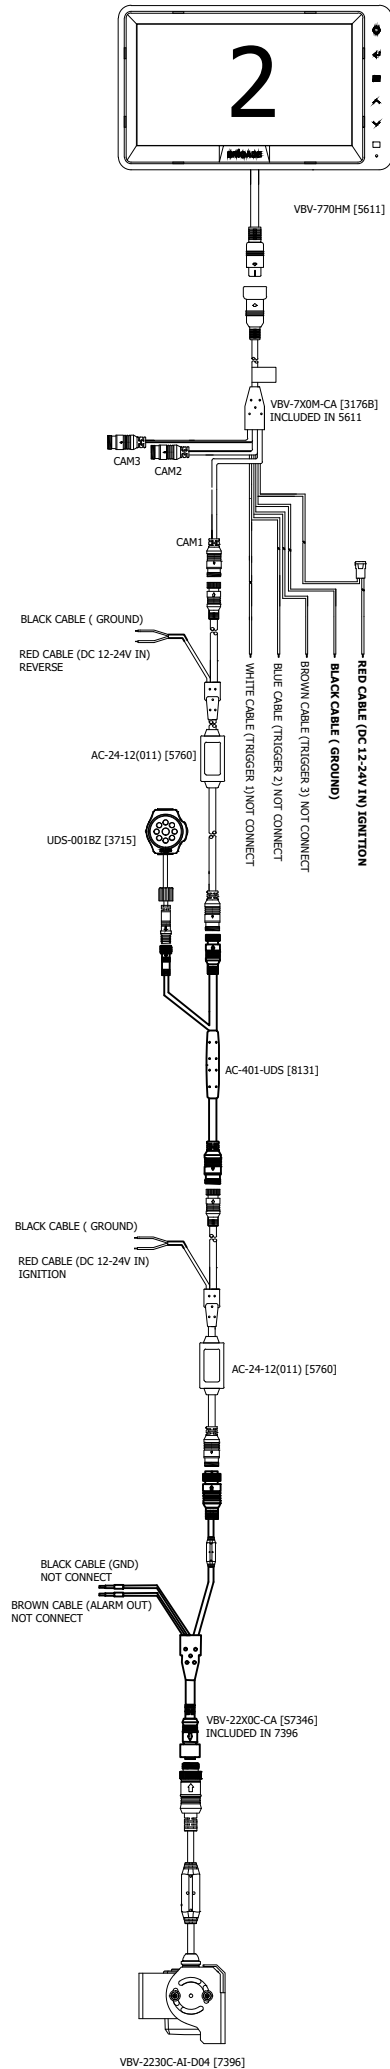 2
BRIGADE
VBV-770HM [5611]
VBV-7X0M-CA [3176B]
INCLUDED IN 5611
CAM3
CAM2
CAM1
BLACK CABLE ( GROUND)
RED CABLE (DC 12-24V IN)
REVERSE
WHITE CABLE (TRIGGER 1)NOT CONNECT
BLUE CABLE (TRIGGER 2) NOT CONNECT
BROWN CABLE (TRIGGER 3) NOT CONNECT
BLACK CABLE ( GROUND)
RED CABLE (DC 12-24V IN) IGNITION
AC-24-12(011) [5760]
UDS-001BZ [3715]
AC-401-UDS [8131]
BLACK CABLE ( GROUND)
RED CABLE (DC 12-24V IN)
IGNITION
AC-24-12(011) [5760]
BLACK CABLE (GND)
NOT CONNECT
BROWN CABLE (ALARM OUT)
NOT CONNECT
VBV-22X0C-CA [S7346]
INCLUDED IN 7396
VBV-2230C-AI-D04 [7396]